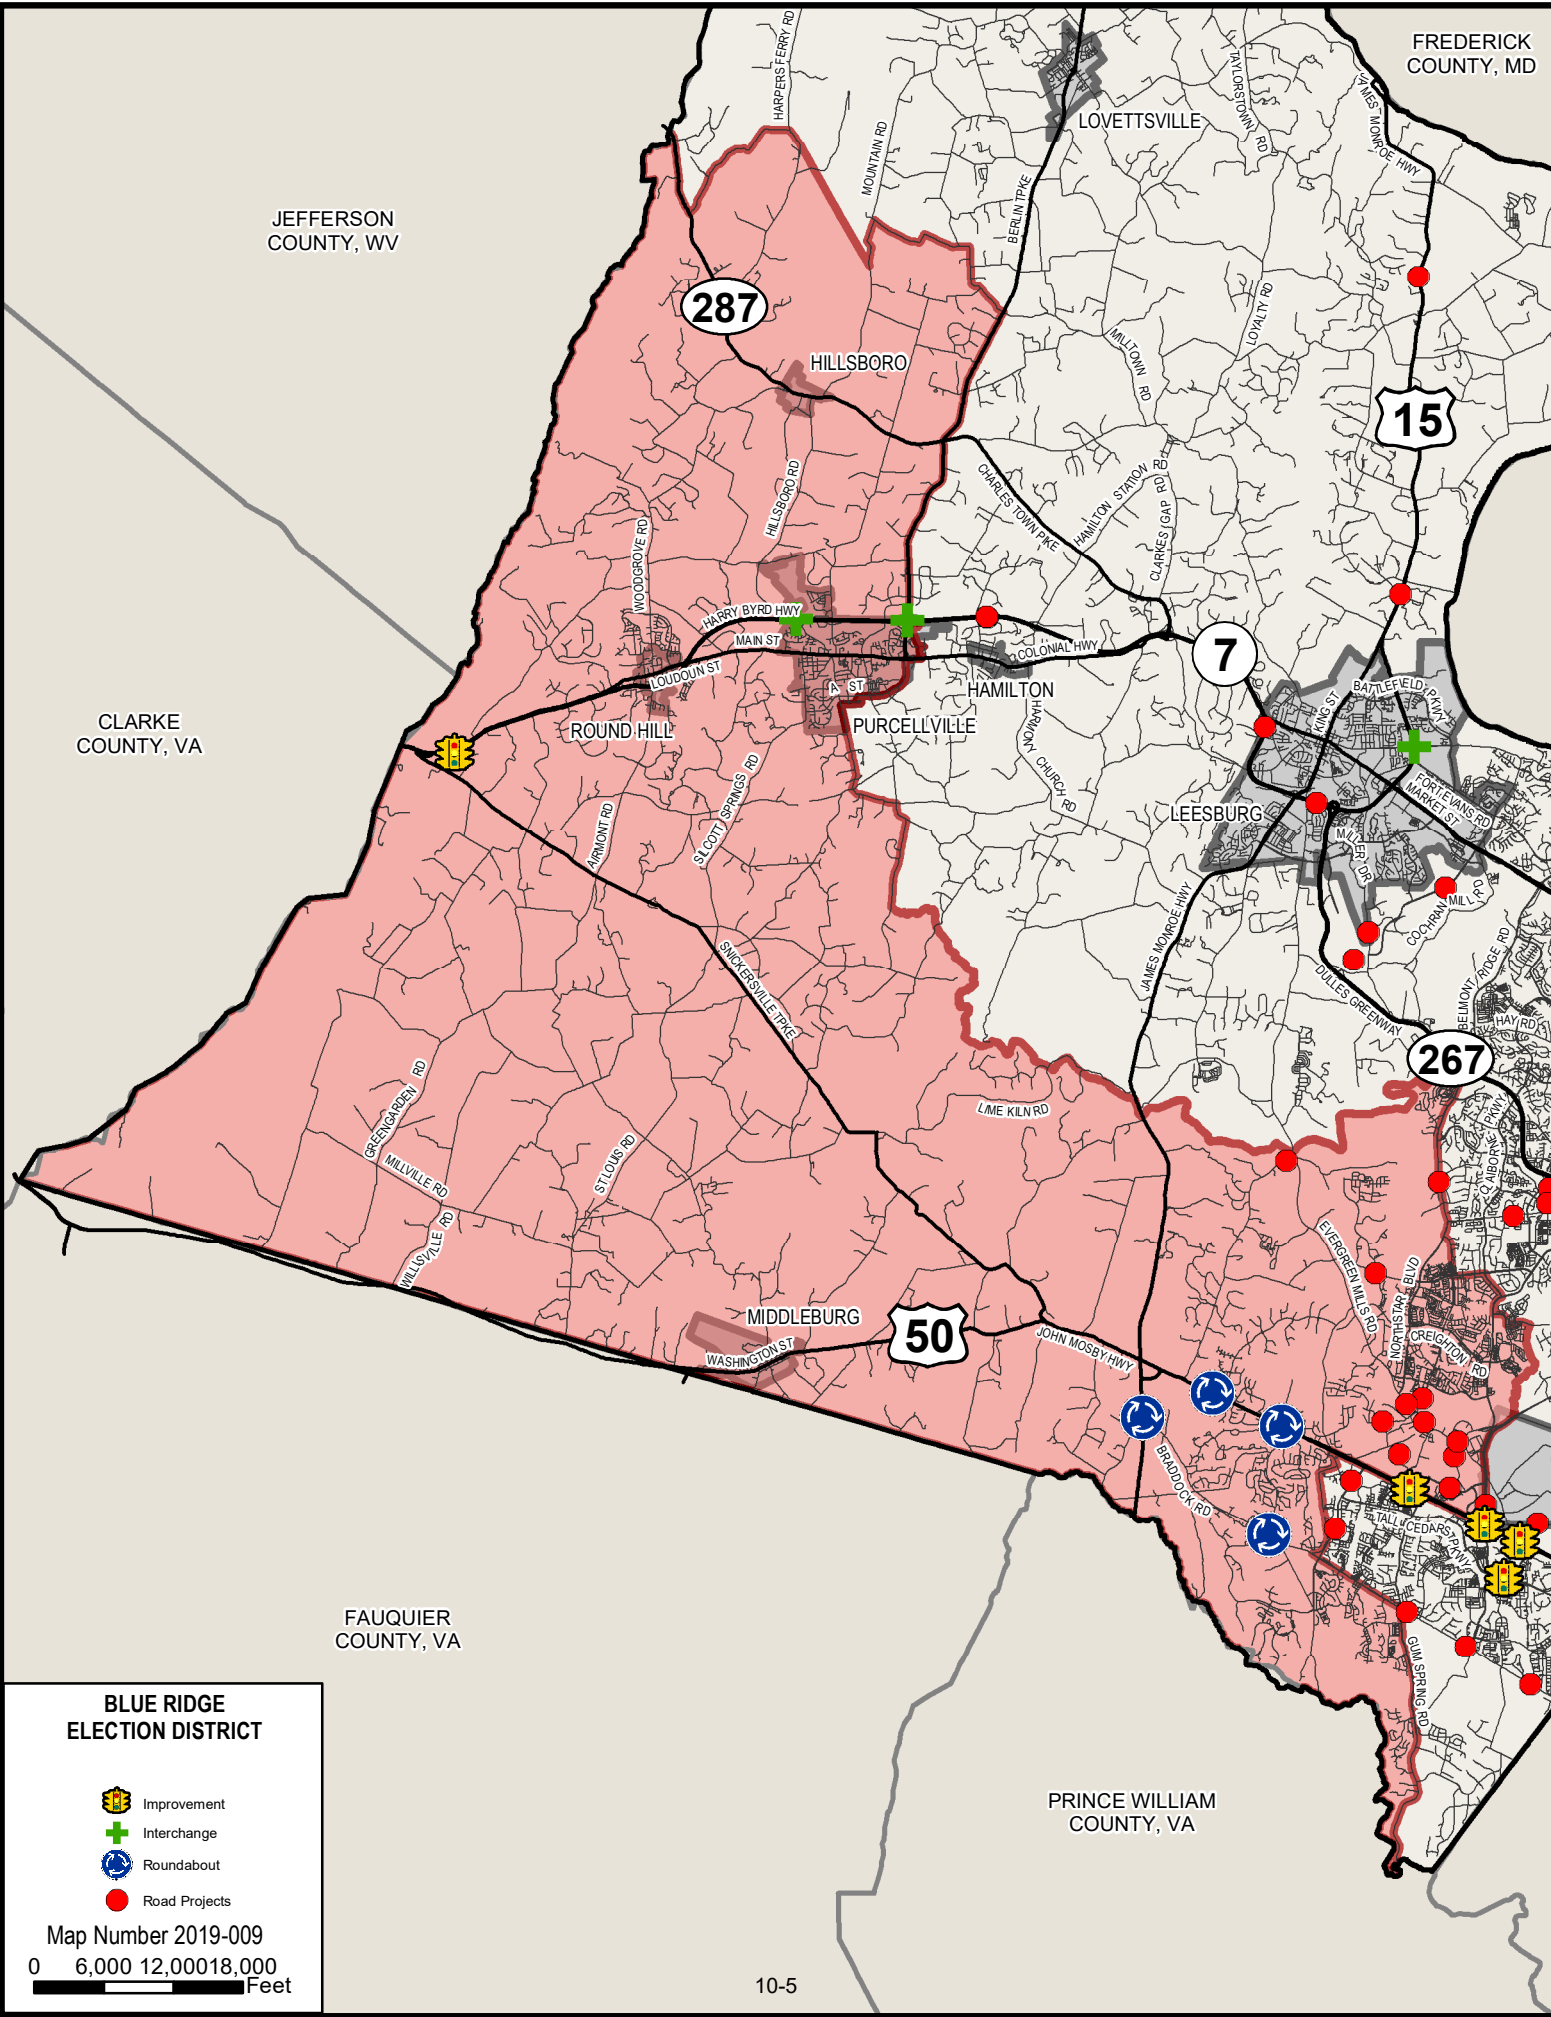 FREDERICK
COUNTY, MD
HARPERS FERRY RD
TAYLORSTOWN RD
JAMES MONROE HWY
LOVETTSVILLE
MOUNTAIN RD
BERLIN TPKE
JEFFERSON
COUNTY, WV
287
LOYALTY RD
MILLTOWN RD
HILLSBORO
15
HILLSBORO RD
CHARLES TOWN PIKE
HAMILTON STATION RD
CLARKES GAP RD
WOODGROVE RD
HARRY BYRD HWY
MAIN ST
LOUDOUN ST
COLONIAL HWY
7
A ST
HAMILTON
BATTLEFIELD PKWY
KING ST
CLARKE
COUNTY, VA
ROUND HILL
PURCELLVILLE
HARMONY CHURCH RD
SILCOTT SPRINGS RD
AIRMONT RD
LEESBURG
FORT EVANS RD
MARKET ST
MILLER DR
COCHRAN MILL RD
JAMES MONROE HWY
SNICKERSVILLE TPKE
DULLES GREENWAY
BELMONT RIDGE RD
HAY RD
267
GREENGARDEN RD
LIME KILN RD
CLAIBORNE PKWY
MILLVILLE RD
ST LOUIS RD
WILLISVILLE RD
EVERGREEN MILLS RD
NORTHSTAR BLVD
MIDDLEBURG
50
WASHINGTON ST
JOHN MOSBY HWY
CREIGHTON RD
BRADDOCK RD
TALL CEDARS PKWY
FAUQUIER
COUNTY, VA
GUM SPRING RD
PRINCE WILLIAM
COUNTY, VA
BLUE RIDGE
ELECTION DISTRICT
Improvement
Interchange
Roundabout
Road Projects
Map Number 2019-009
0 6,000 12,00018,000
Feet
10-5